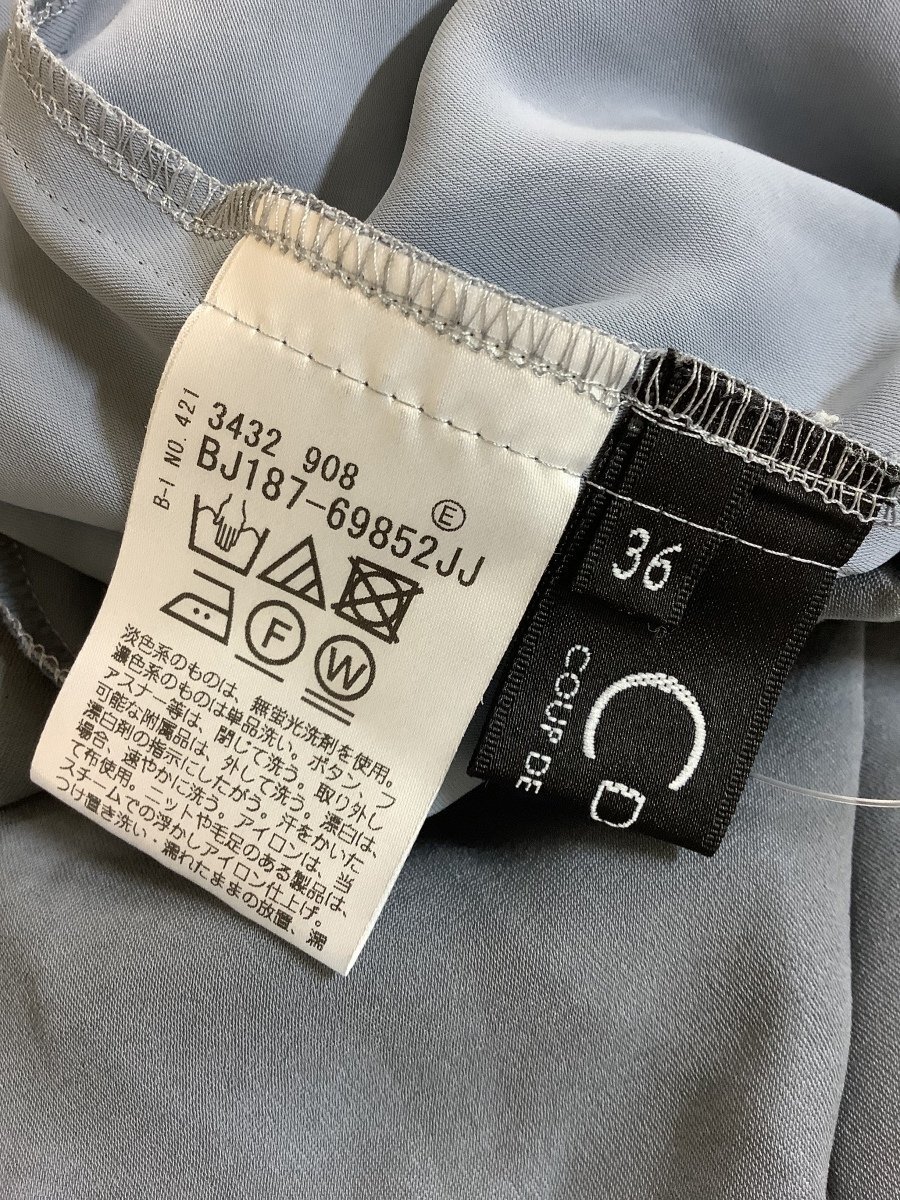 B-1 NO. 421
3432 908
BJ187-69852JJ
E
F
W
淡色系のものは、無蛍光洗剤を使用。
濃色系のものは単品洗い。ボタン、フ
ァスナー等は、閉じて洗う。取り外し
可能な附属品は、外して洗う。漂白は、
漂白剤の指示にしたがう。汗をかいた
場合、速やかに洗う。アイロンは、当
て布使用。ニットや毛足のある製品は、
スチームでの浮かしアイロン仕上げ。
つけ置き洗い、濡れたままの放置、濡
36
COUP DE